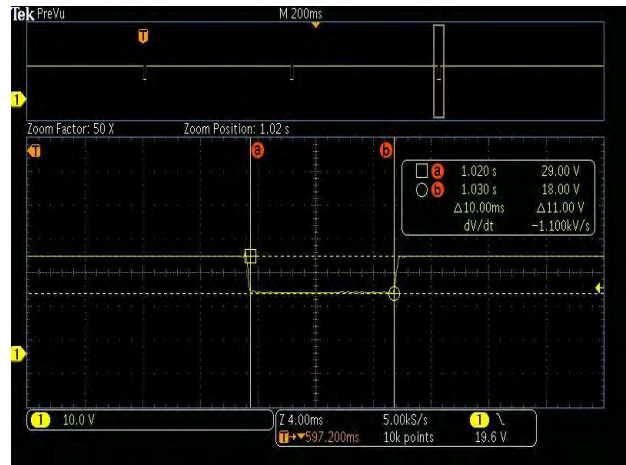 Tek PreVu M 200ms
T
1
Zoom Factor: 50 X Zoom Position: 1.02 s
T a b
a 1.020 s 29.00 V
b 1.030 s 18.00 V
Δ10.00ms Δ11.00 V
dV/dt -1.100kV/s
1
1 10.0 V Z 4.00ms 5.00kS/s 1
T→▼597.200ms 10k points 19.6 V